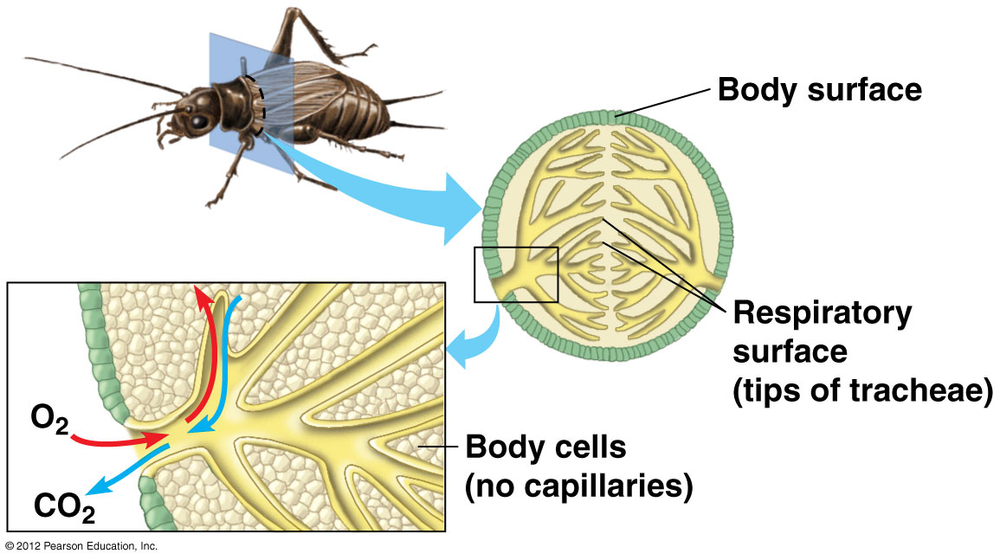 Body surface
Respiratory
surface
(tips of tracheae)
O2
CO2
Body cells
(no capillaries)
© 2012 Pearson Education, Inc.